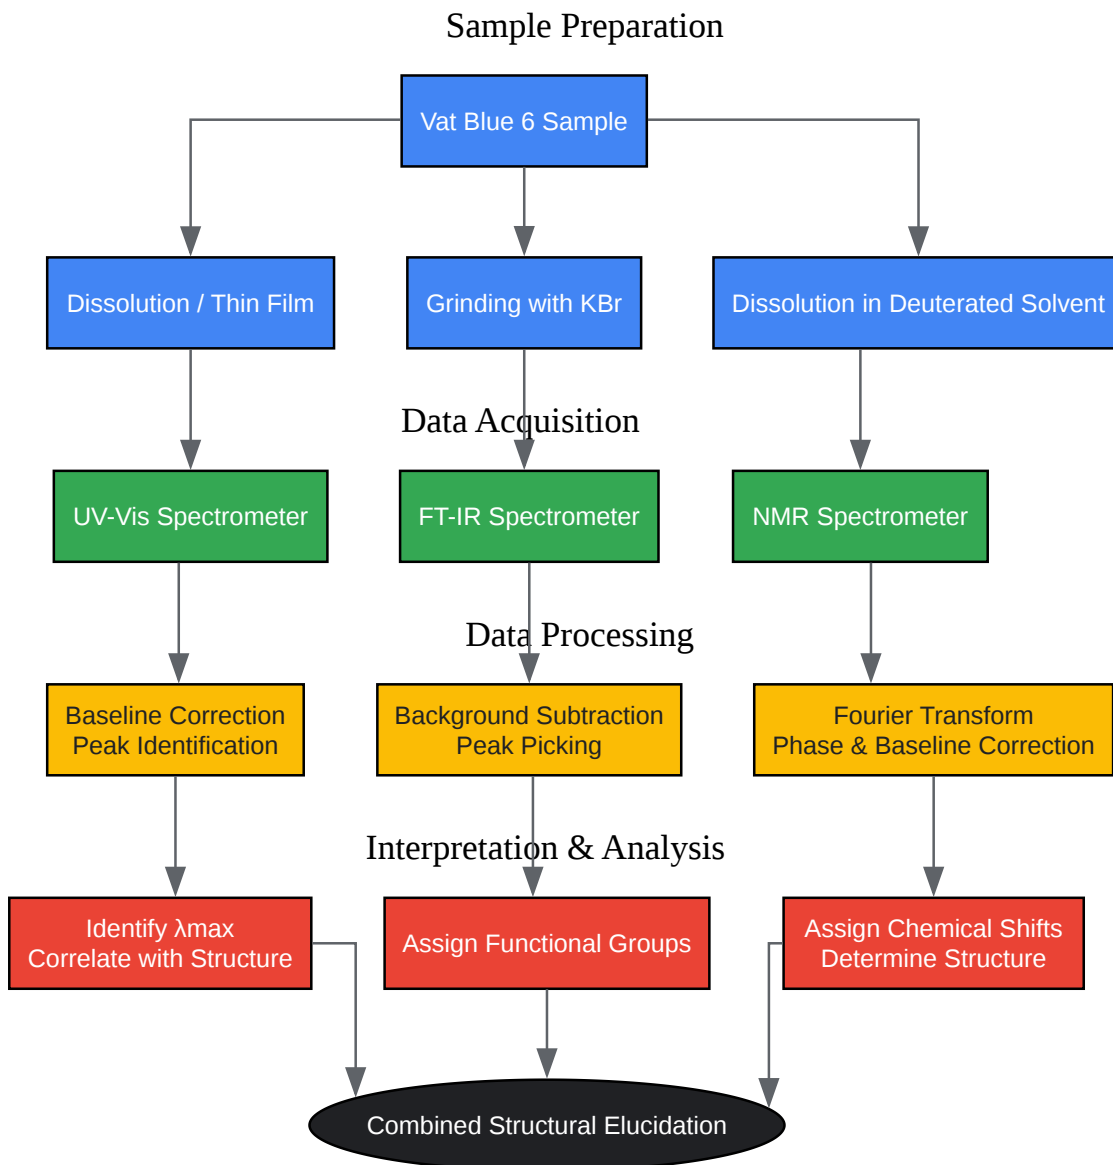 Sample Preparation
Vat Blue 6 Sample
Dissolution / Thin Film
Grinding with KBr
Dissolution in Deuterated Solvent
Data Acquisition
UV-Vis Spectrometer
FT-IR Spectrometer
NMR Spectrometer
Data Processing
Baseline Correction
Peak Identification
Background Subtraction
Peak Picking
Fourier Transform
Phase & Baseline Correction
Interpretation & Analysis
Identify λmax
Correlate with Structure
Assign Functional Groups
Assign Chemical Shifts
Determine Structure
Combined Structural Elucidation